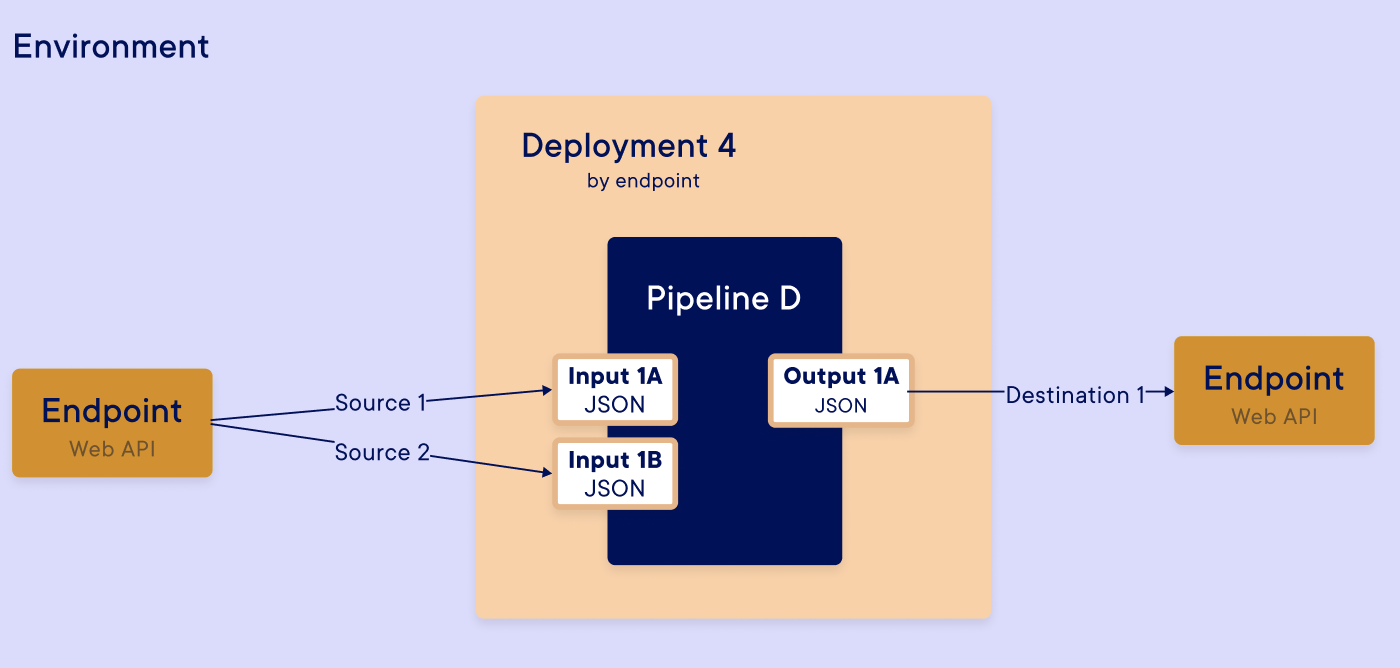 Environment
Deployment 4
by endpoint
Pipeline D
Endpoint
Web API
Source 1
Source 2
Input 1A
JSON
Input 1B
JSON
Output 1A
JSON
Destination 1
Endpoint
Web API